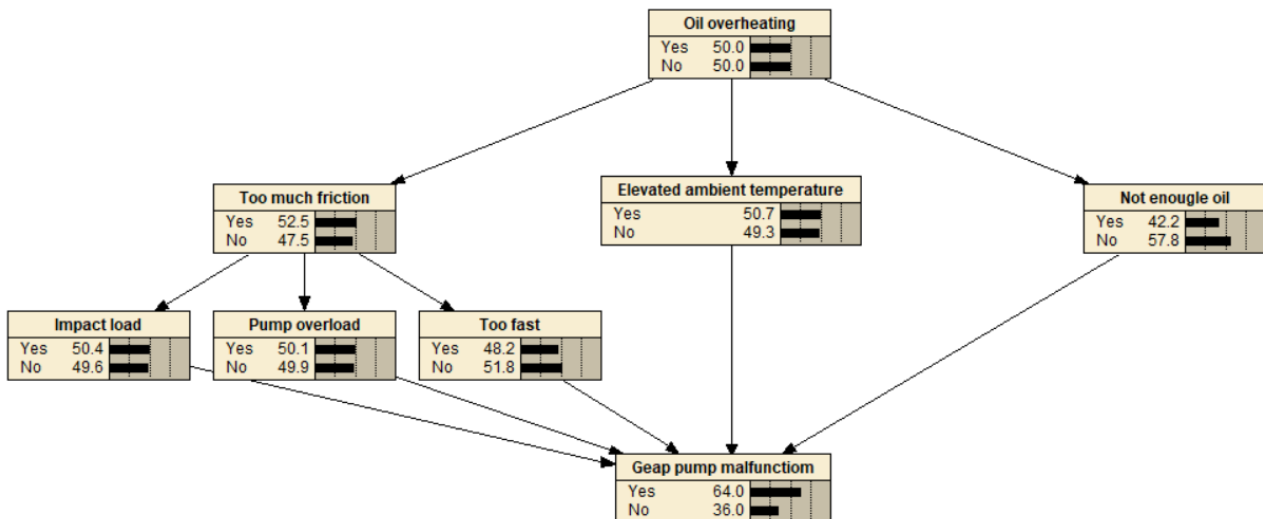 Oil overheating
Yes 50.0
No 50.0
Too much friction
Yes 52.5
No 47.5
Elevated ambient temperature
Yes 50.7
No 49.3
Not enougle oil
Yes 42.2
No 57.8
Impact load
Yes 50.4
No 49.6
Pump overload
Yes 50.1
No 49.9
Too fast
Yes 48.2
No 51.8
Geap pump malfunctiom
Yes 64.0
No 36.0